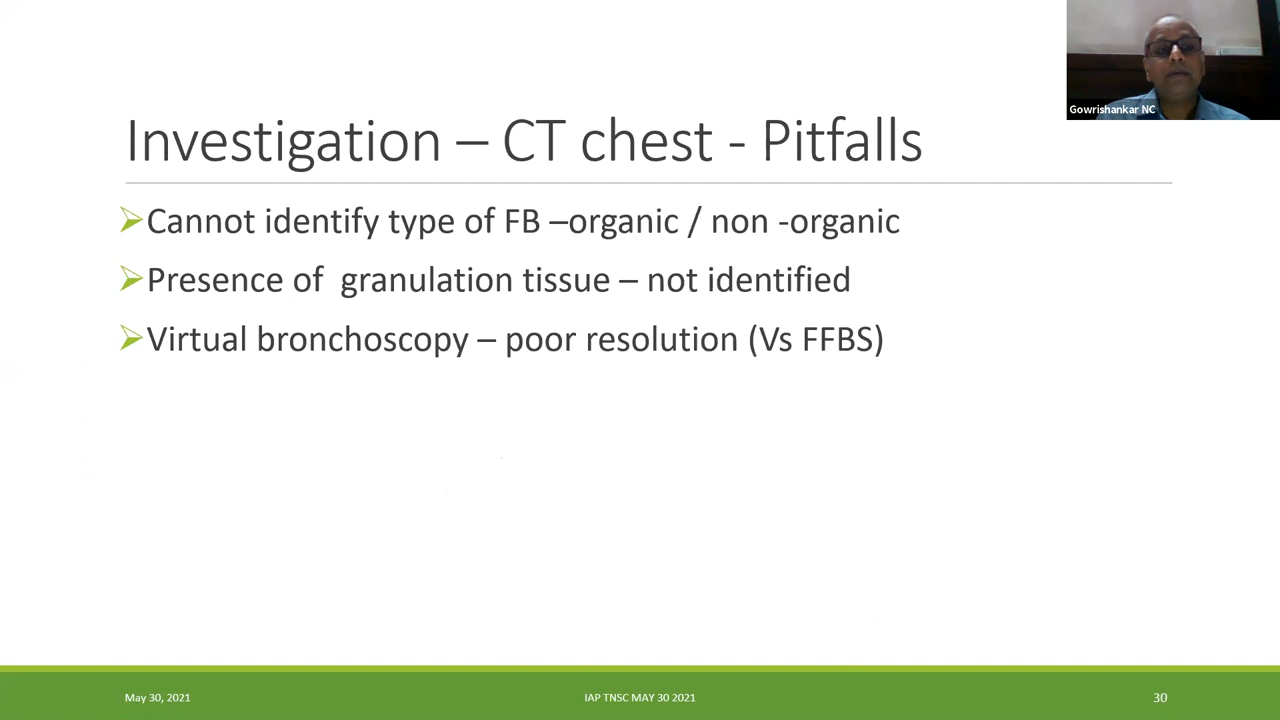 Gowrishankar NC
Investigation – CT chest - Pitfalls
Cannot identify type of FB –organic / non -organic
Presence of  granulation tissue – not identified
Virtual bronchoscopy – poor resolution (Vs FFBS)
May 30, 2021
IAP TNSC MAY 30 2021
30